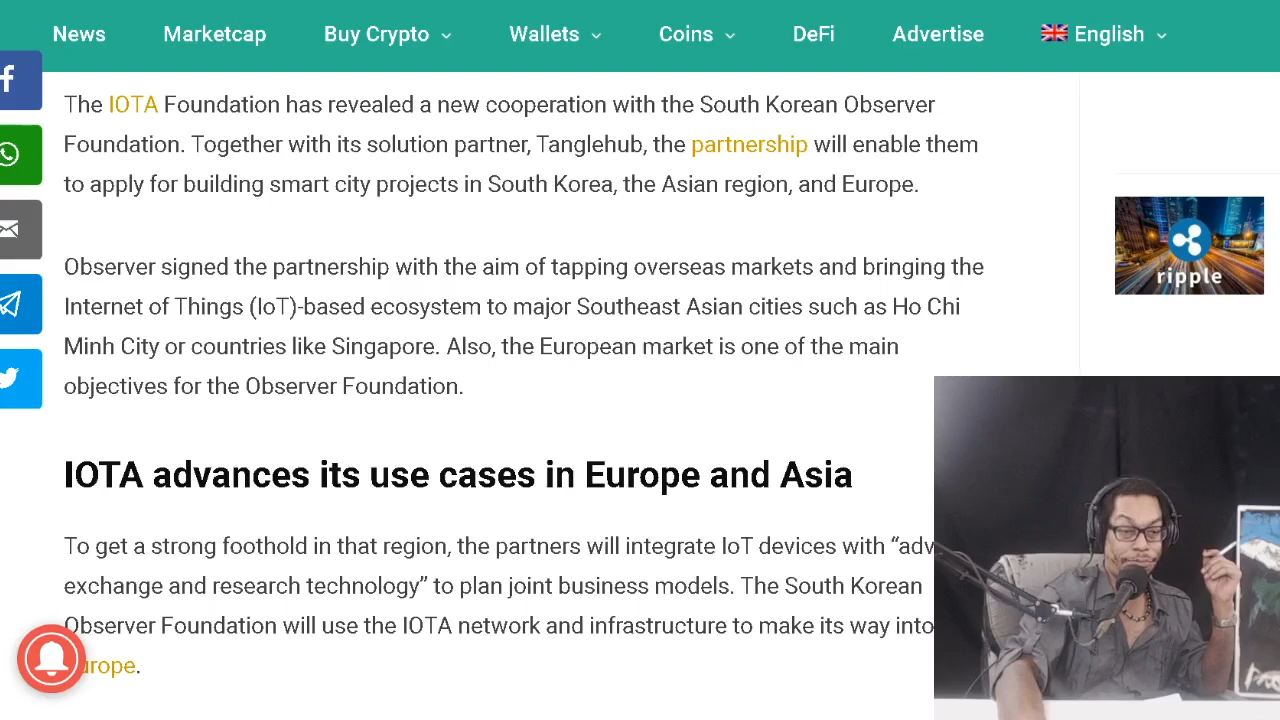 News Marketcap Buy Crypto Wallets Coins DeFi Advertise English
The IOTA Foundation has revealed a new cooperation with the South Korean Observer
Foundation. Together with its solution partner, Tanglehub, the partnership will enable them
to apply for building smart city projects in South Korea, the Asian region, and Europe.
ripple
Observer signed the partnership with the aim of tapping overseas markets and bringing the
Internet of Things (IoT)-based ecosystem to major Southeast Asian cities such as Ho Chi
Minh City or countries like Singapore. Also, the European market is one of the main
objectives for the Observer Foundation.
IOTA advances its use cases in Europe and Asia
To get a strong foothold in that region, the partners will integrate IoT devices with “adv
exchange and research technology” to plan joint business models. The South Korean
Observer Foundation will use the IOTA network and infrastructure to make its way into
urope.